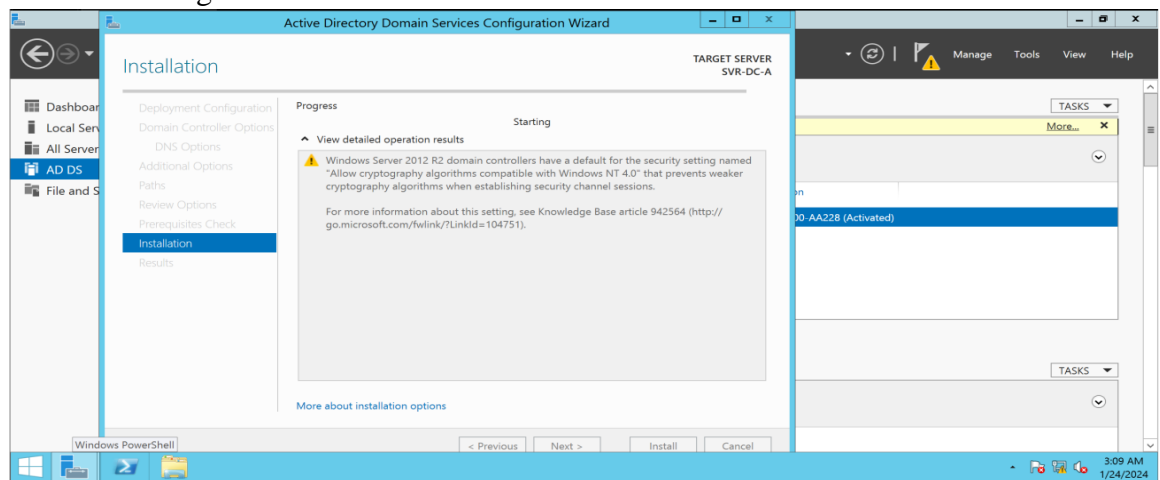 Active Directory Domain Services Configuration Wizard
Manage Tools View Help
Installation
TARGET SERVER
SVR-DC-A
Dashboar
Local Serv
All Server
AD DS
File and S
Deployment Configuration
Domain Controller Options
DNS Options
Additional Options
Paths
Review Options
Prerequisites Check
Installation
Results
Progress
Starting
View detailed operation results
Windows Server 2012 R2 domain controllers have a default for the security setting named
"Allow cryptography algorithms compatible with Windows NT 4.0" that prevents weaker
cryptography algorithms when establishing security channel sessions.
For more information about this setting, see Knowledge Base article 942564 (http://
go.microsoft.com/fwlink/?LinkId=104751).
More about installation options
< Previous Next > Install Cancel
TASKS
More...
on
00-AA228 (Activated)
TASKS
Windows PowerShell
3:09 AM
1/24/2024